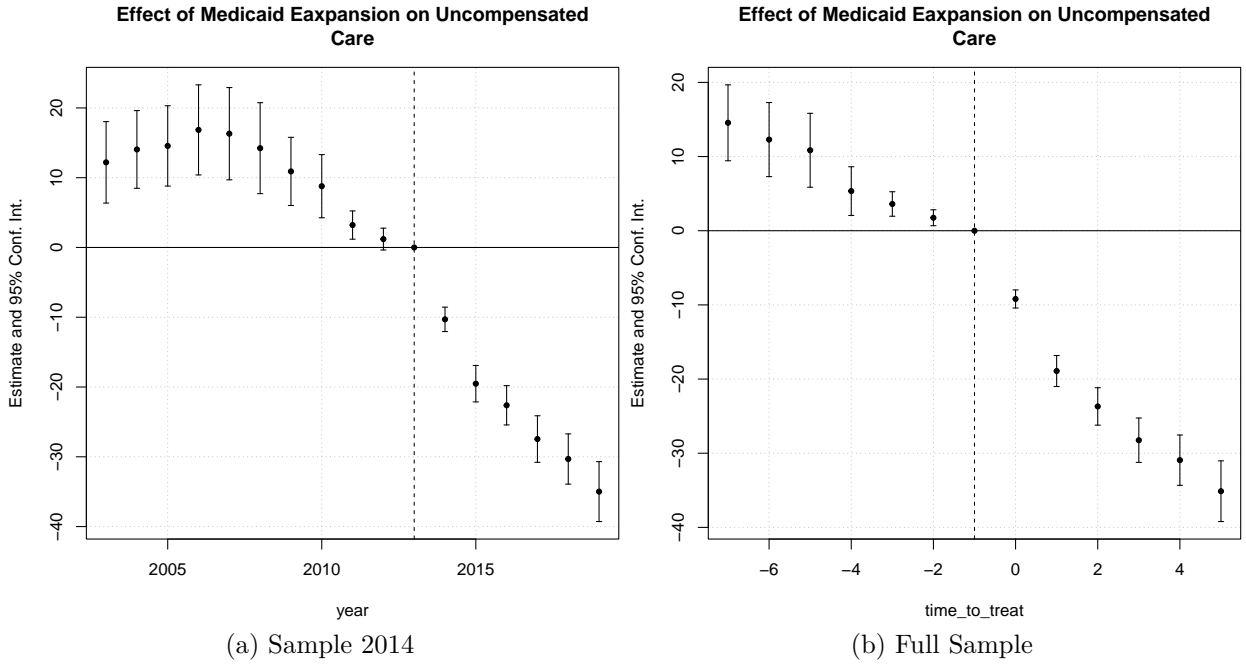 Effect of Medicaid Eaxpansion on Uncompensated
Care
Estimate and 95% Conf. Int.
20
10
0
−10
−20
−30
−40
2005
2010
2015
year
(a) Sample 2014
Effect of Medicaid Eaxpansion on Uncompensated
Care
Estimate and 95% Conf. Int.
20
10
0
−10
−20
−30
−40
−6
−4
−2
0
2
4
time_to_treat
(b) Full Sample